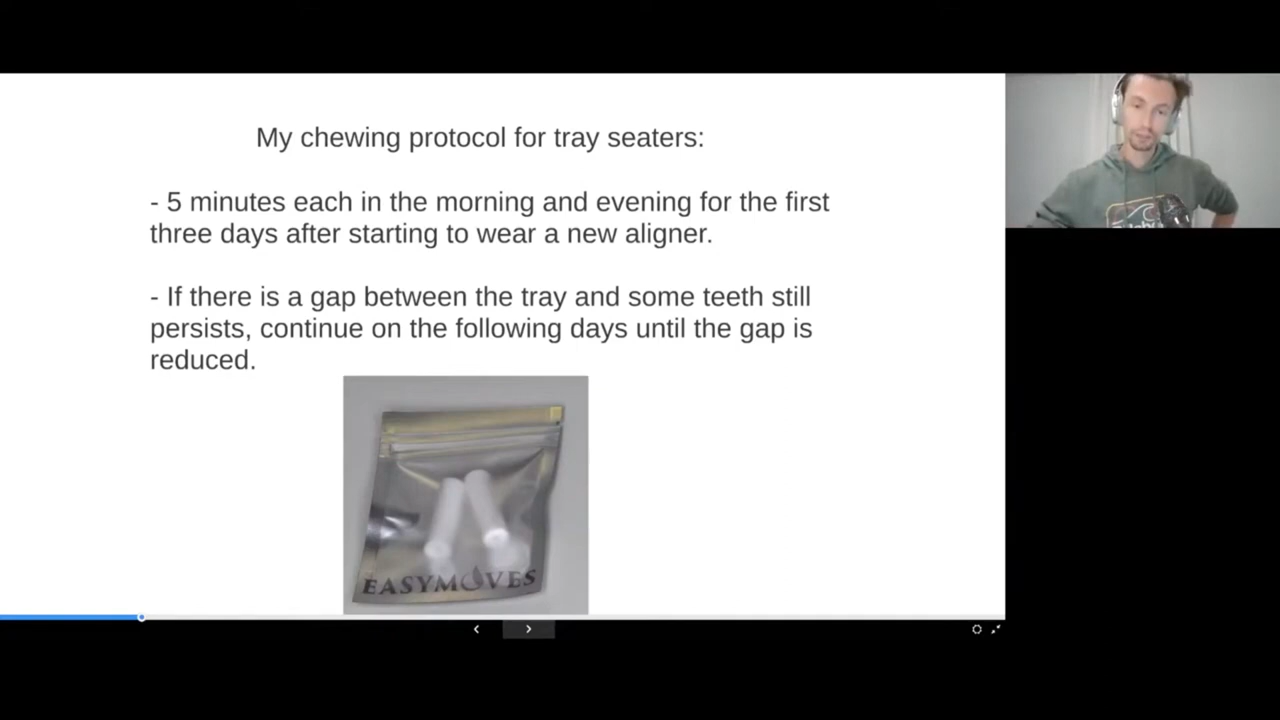 My chewing protocol for tray seaters:
- 5 minutes each in the morning and evening for the first
three days after starting to wear a new aligner.
- If there is a gap between the tray and some teeth still
persists, continue on the following days until the gap is
reduced.
EASYMOVES